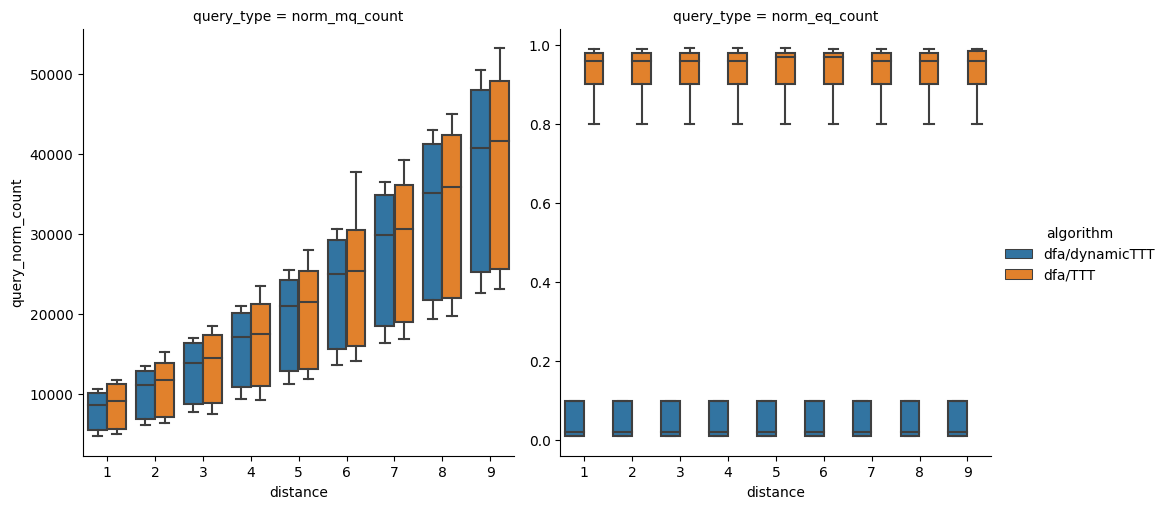 query_type = norm_mq_count
query_norm_count
50000
40000
30000
20000
10000
1 2 3 4 5 6 7 8 9
distance
query_type = norm_eq_count
1.0
0.8
0.6
0.4
0.2
0.0
1 2 3 4 5 6 7 8 9
distance
algorithm
dfa/dynamicTTT
dfa/TTT